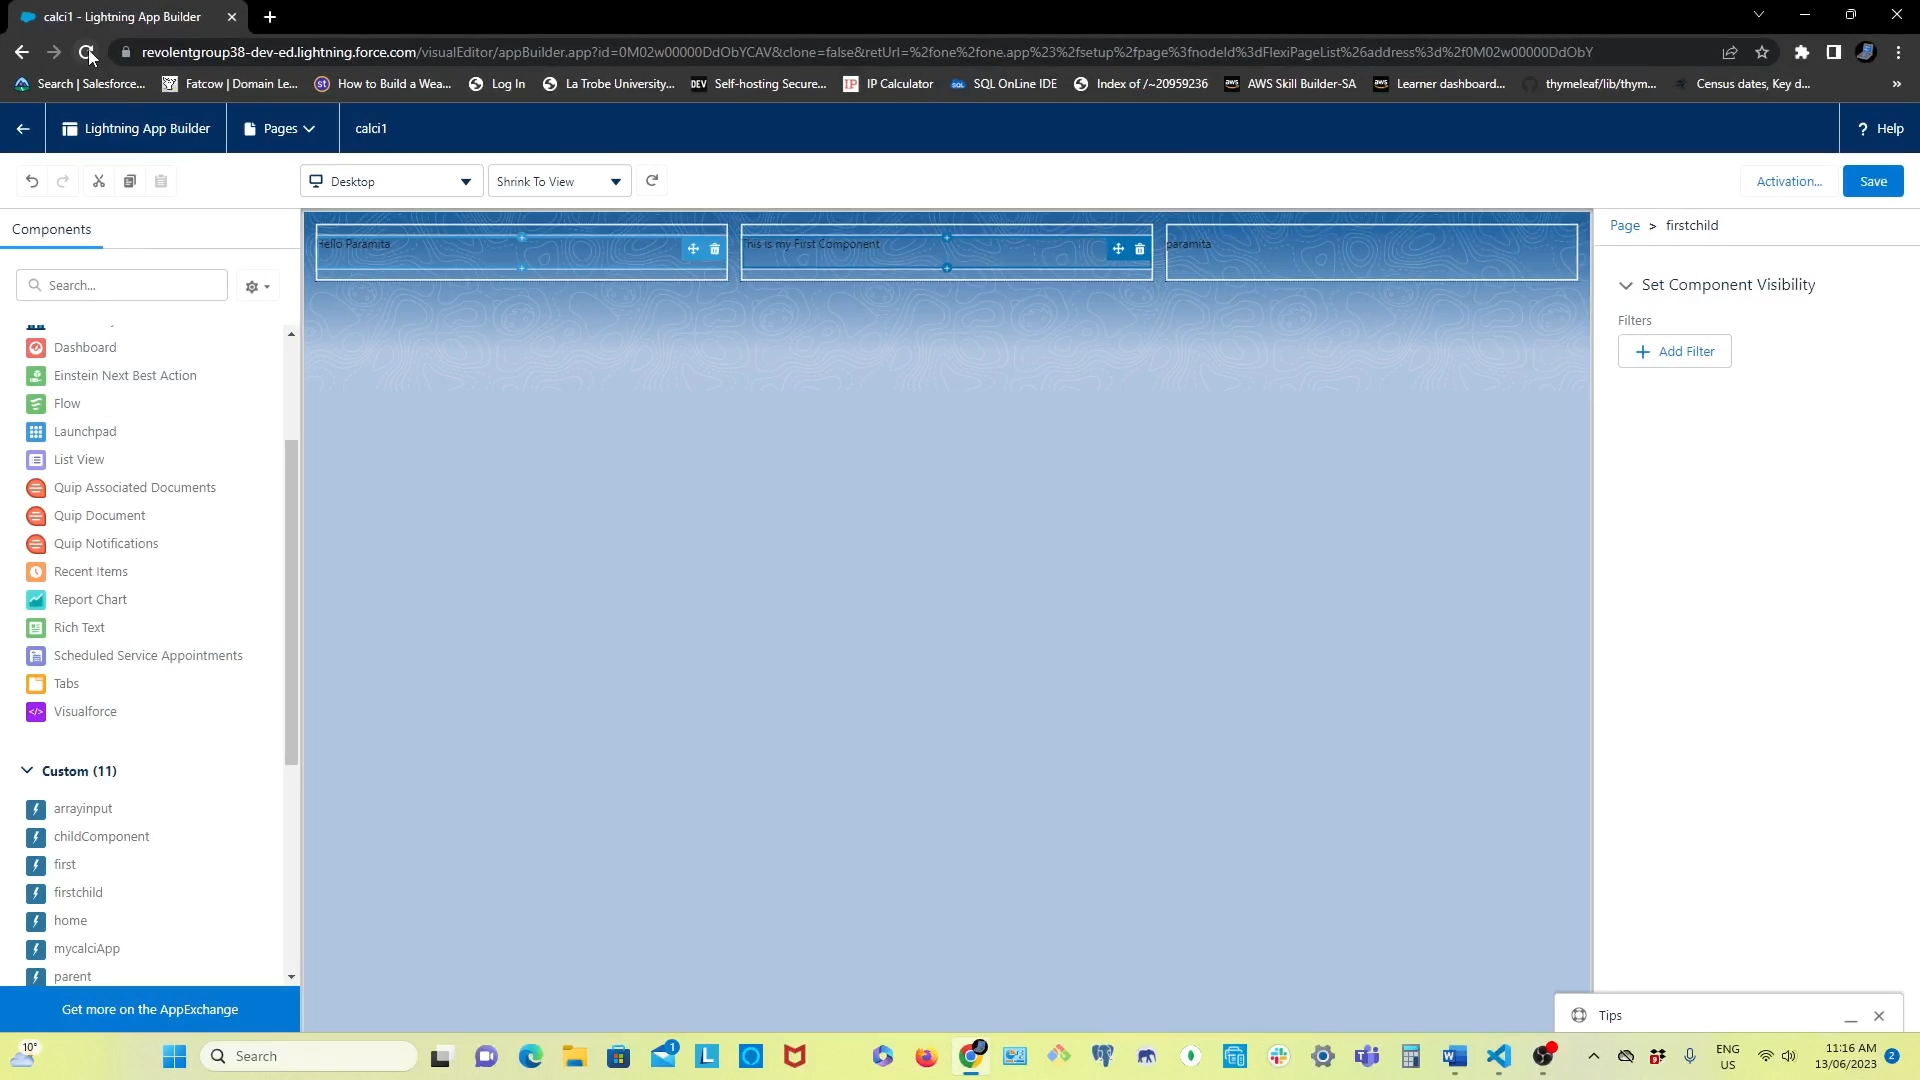 calci1 - Lightning App Builder
revolentgroup38-dev-ed.lightning.force.com/visualEditor/appBuilder.app?id=0M02w00000DdObYCAV&clone=false&retUrl=%2fone%2fone.app%23%2fsetup%2fpage%3fnodeId%3dFlexiPageList%26address%3d%2f0M02w00000DdObY
Search | Salesforce... Fatcow | Domain Le... How to Build a Wea... Log In La Trobe University... DEV Self-hosting Secure... IP IP Calculator SQL OnLine IDE Index of /~20959236 aws AWS Skill Builder-SA aws Learner dashboard... thymeleaf/lib/thym... Census dates, Key d... »
Lightning App Builder Pages calci1 ? Help
Desktop Shrink To View Activation... Save
Components
Search...
Dashboard
Einstein Next Best Action
Flow
Launchpad
List View
Quip Associated Documents
Quip Document
Quip Notifications
Recent Items
Report Chart
Rich Text
Scheduled Service Appointments
Tabs
Visualforce
Custom (11)
arrayinput
childComponent
first
firstchild
home
mycalciApp
parent
Get more on the AppExchange
Hello Paramita This is my First Component paramita
Page > firstchild
Set Component Visibility
Filters
Add Filter
Tips
10°
Search
1
L
W
ENG
US
11:16 AM
13/06/2023
2